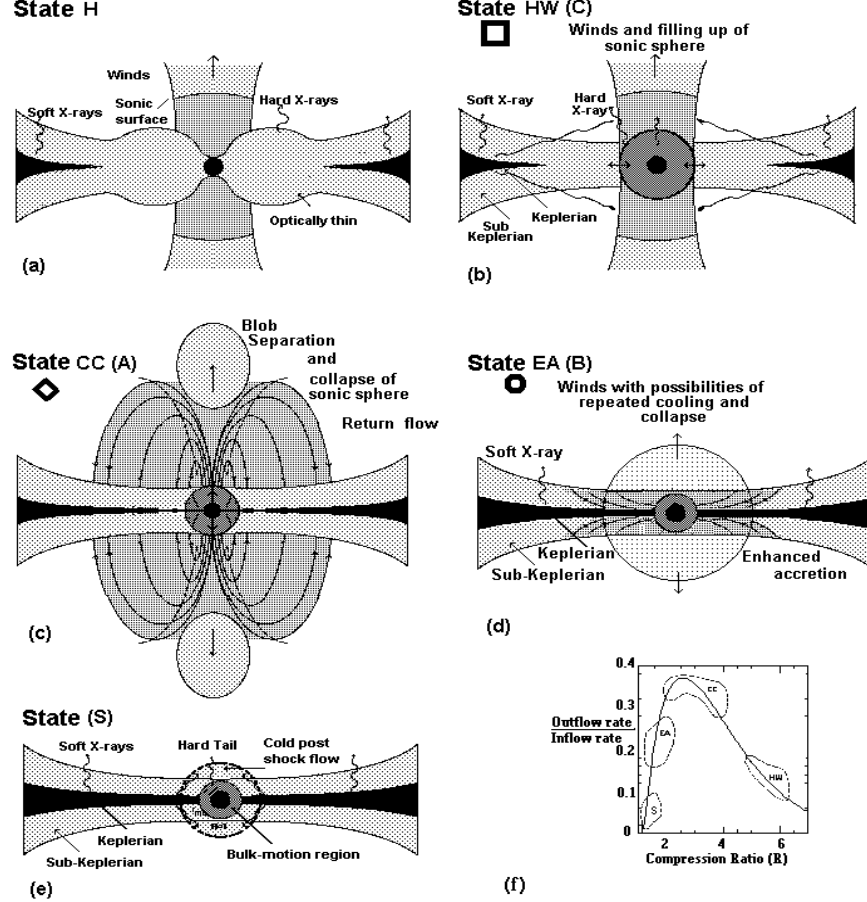 State H
Winds
Sonic
surface
Soft X-rays
Hard X-rays
Optically thin
(a)
State HW (C)
Winds and filling up of
sonic sphere
Soft X-ray
Hard
X-ray
Sub
Keplerian
Keplerian
(b)
State CC (A)
Blob
Separation
and
collapse of
sonic sphere
Return flow
(c)
State EA (B)
Winds with possibilities of
repeated cooling and
collapse
Soft X-ray
Keplerian
Sub-Keplerian
Enhanced
accretion
(d)
State (S)
Soft X-rays
Hard Tail
Cold post
shock flow
Keplerian
Sub-Keplerian
Bulk-motion region
(e)
0.4
0.3
0.2
0.1
0
Outflow rate
Inflow rate
EA
S
HW
2
4
6
Compression Ratio (R)
(f)